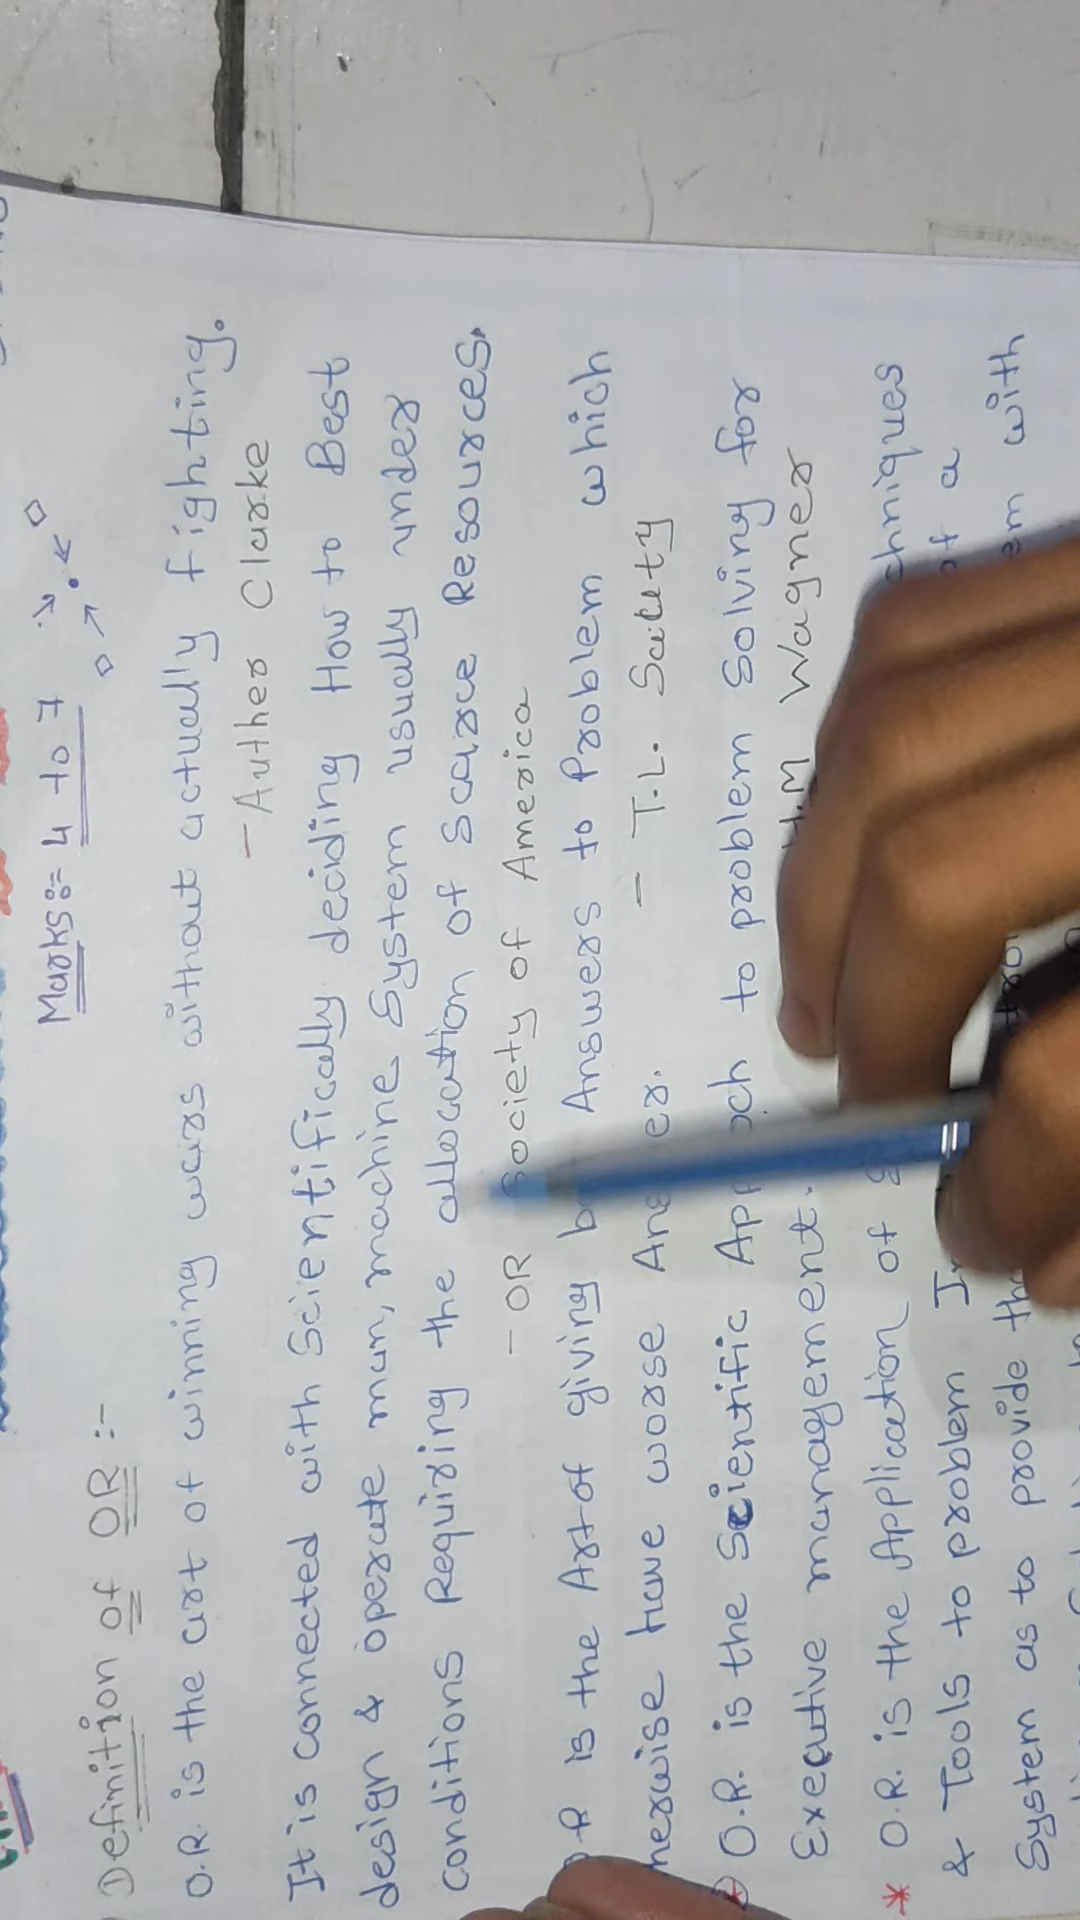 Marks:= 4 to 7
Definition of OR :-
O.R. is the art of winning wars without actually fighting.
- Auther Clarke
It is connected with Scientifically deciding How to Best
design & operate man, machine System usually under
conditions Requiring the allocation of Scarce Resources.
- OR Society of America
is the Art of giving Answers to Problem which
have worse
- T.L. Sauty
O.R. is the Scientific to problem Solving for
Executive management.
H.M Wagner
* O.R. is the Application of
& Tools to problem of a
System as to provide with